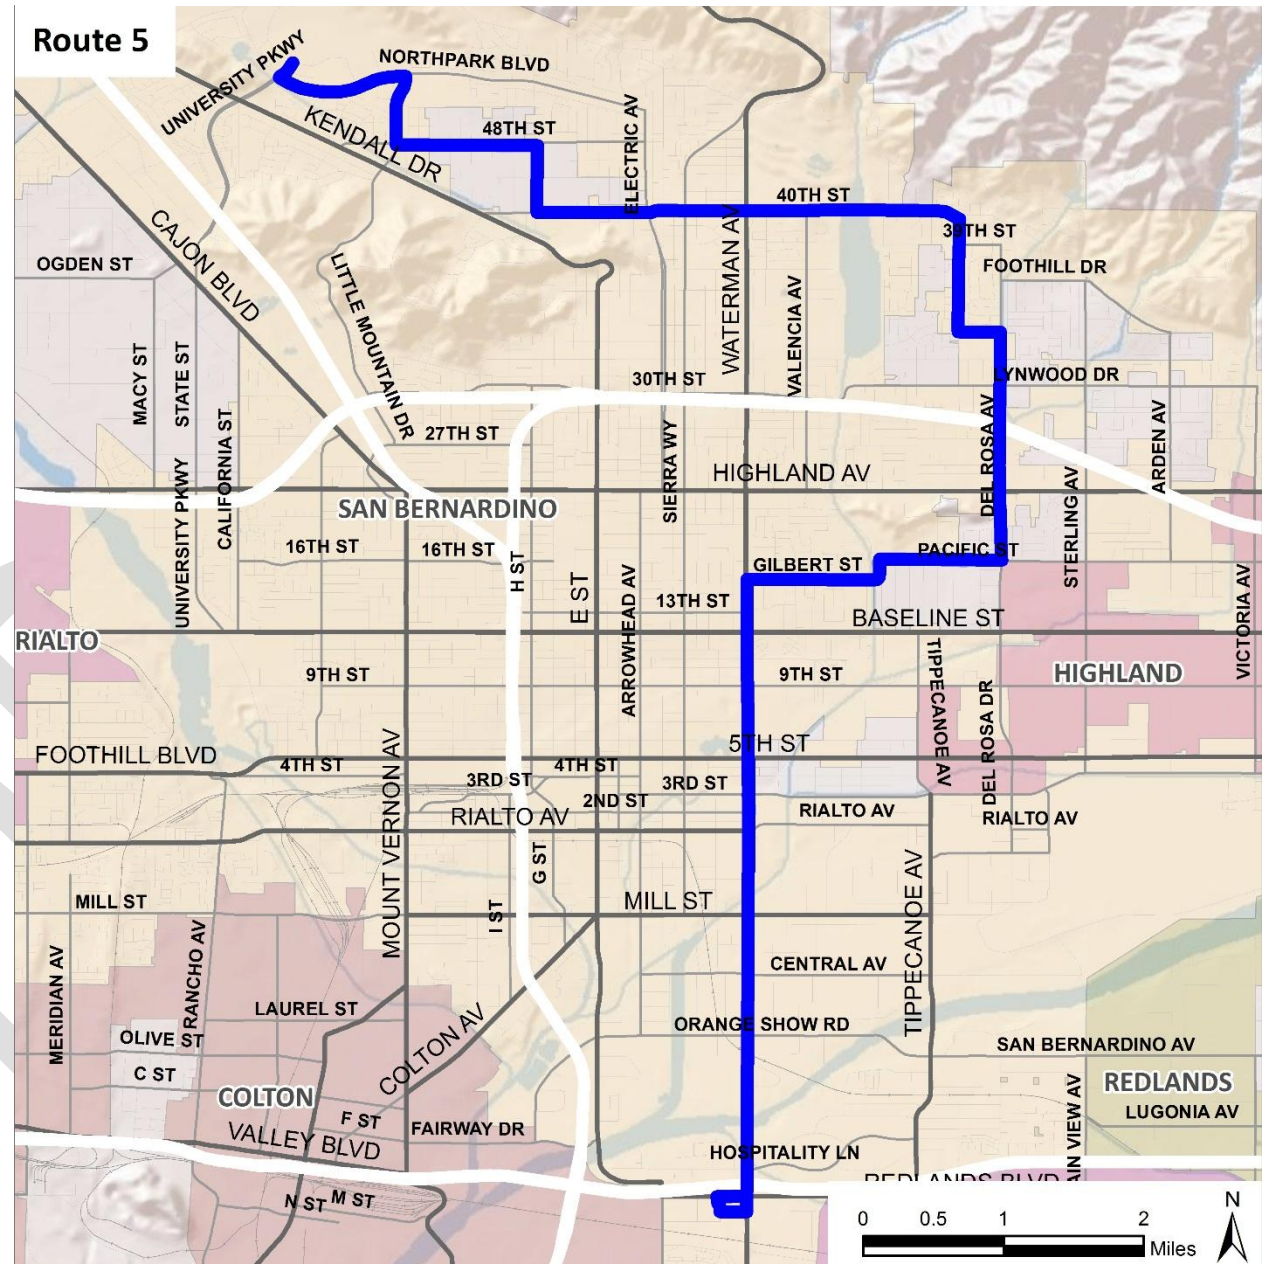 Route 5
UNIVERSITY PKWY
NORTHPARK BLVD
KENDALL DR
48TH ST
ELECTRIC AV
40TH ST
39TH ST
CAJON BLVD
OGDEN ST
LITTLE MOUNTAIN DR
WATERMAN AV
VALENCIA AV
FOOTHILL DR
MACY ST
STATE ST
CALIFORNIA ST
30TH ST
LYNWOOD DR
27TH ST
SIERRA WY
HIGHLAND AV
DEL ROSA AV
ARDEN AV
STERLING AV
UNIVERSITY PKWY
SAN BERNARDINO
16TH ST
16TH ST
H ST
E ST
GILBERT ST
PACIFIC ST
13TH ST
ARROWHEAD AV
BASELINE ST
VICTORIA AV
RIALTO
9TH ST
9TH ST
TIPPECANOE AV
DEL ROSA DR
HIGHLAND
FOOTHILL BLVD
MOUNT VERNON AV
4TH ST
4TH ST
5TH ST
3RD ST
3RD ST
2ND ST
RIALTO AV
RIALTO AV
RIALTO AV
G ST
I ST
MILL ST
MILL ST
TIPPECANOE AV
MERIDIAN AV
RANCHO AV
CENTRAL AV
LAUREL ST
COLTON AV
ORANGE SHOW RD
OLIVE ST
C ST
SAN BERNARDINO AV
COLTON
REDLANDS
F ST
FAIRWAY DR
LUGONIA AV
VALLEY BLVD
HOSPITALITY LN
AIN VIEW AV
REDLANDS BLVD
N ST
M ST
N
0 0.5 1 2
Miles